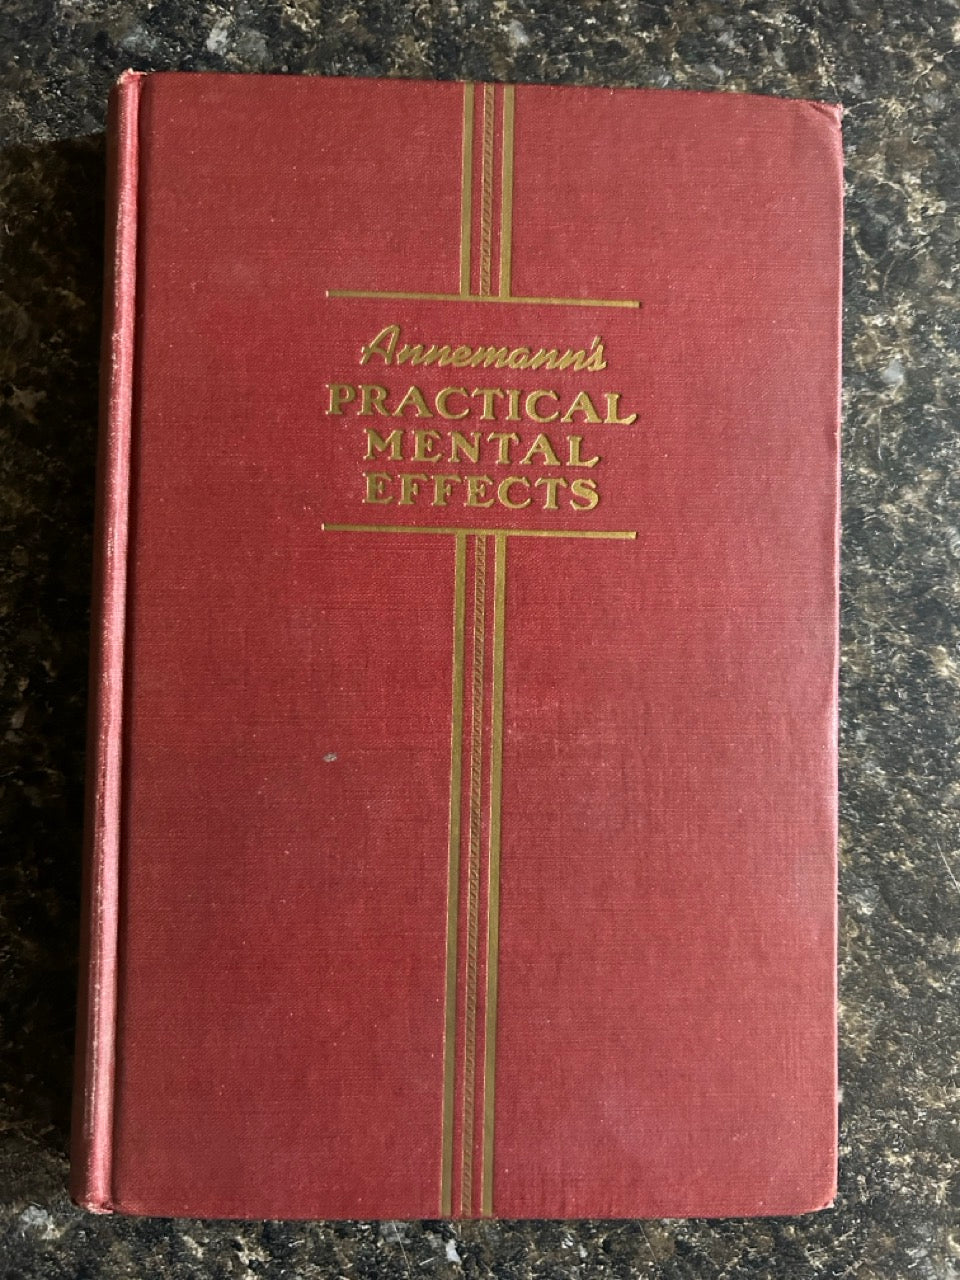 Annemann's
PRACTICAL
MENTAL
EFFECTS